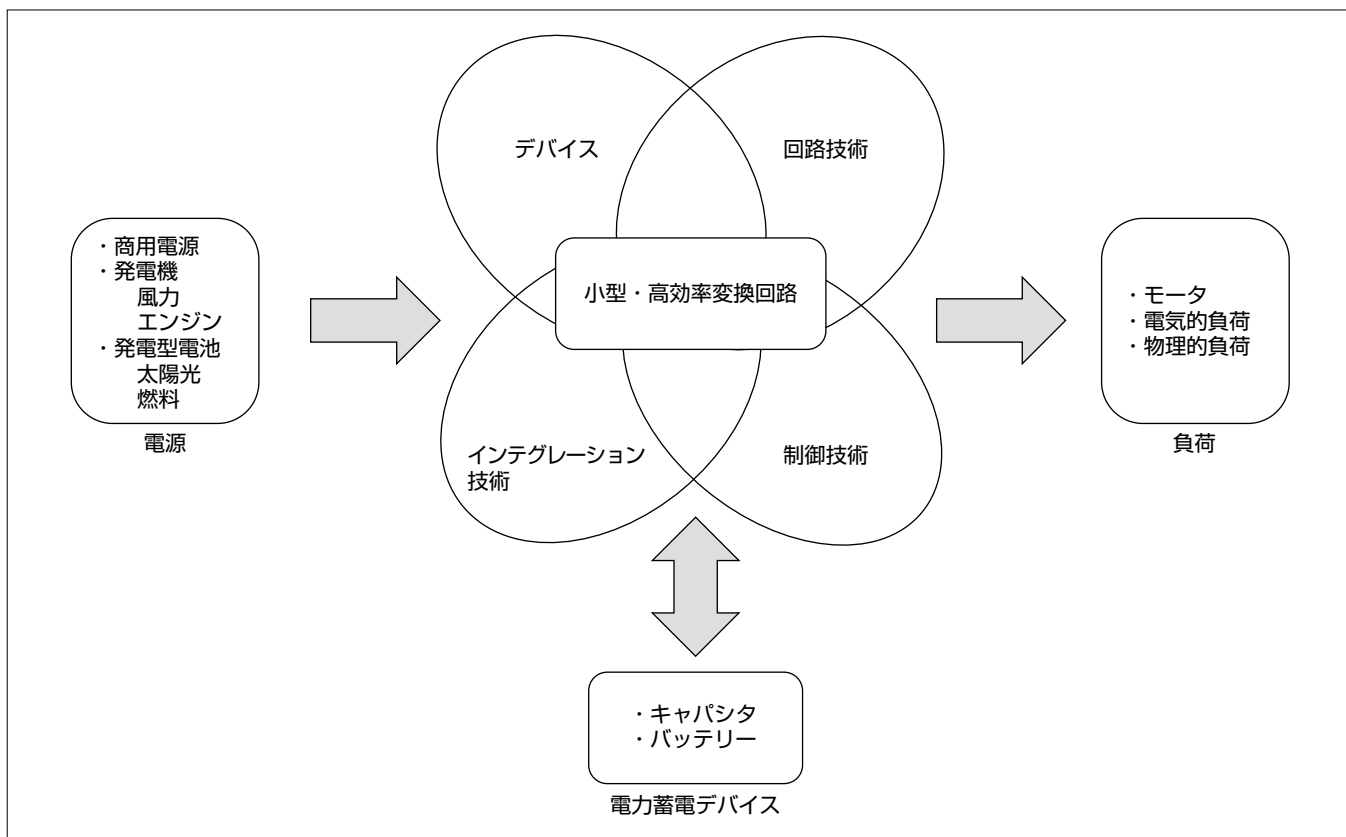 デバイス
回路技術
小型・高効率変換回路
インテグレーション
技術
制御技術
・商用電源
・発電機
風力
エンジン
・発電型電池
太陽光
燃料
電源
・モータ
・電気的負荷
・物理的負荷
負荷
・キャパシタ
・バッテリー
電力蓄電デバイス